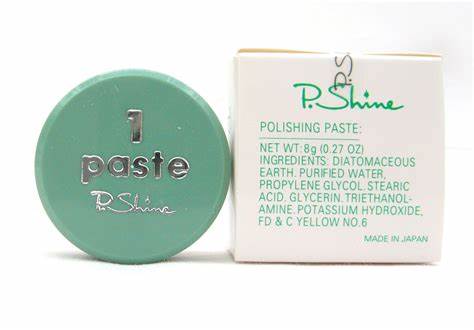 1
paste
P.Shine
P.S
P.Shine
POLISHING PASTE:
NET WT: 8g (0.27 OZ)
INGREDIENTS: DIATOMACEOUS
EARTH. PURIFIED WATER,
PROPYLENE GLYCOL. STEARIC
ACID. GLYCERIN. TRIETHANOL-
AMINE. POTASSIUM HYDROXIDE,
FD & C YELLOW NO.6
MADE IN JAPAN